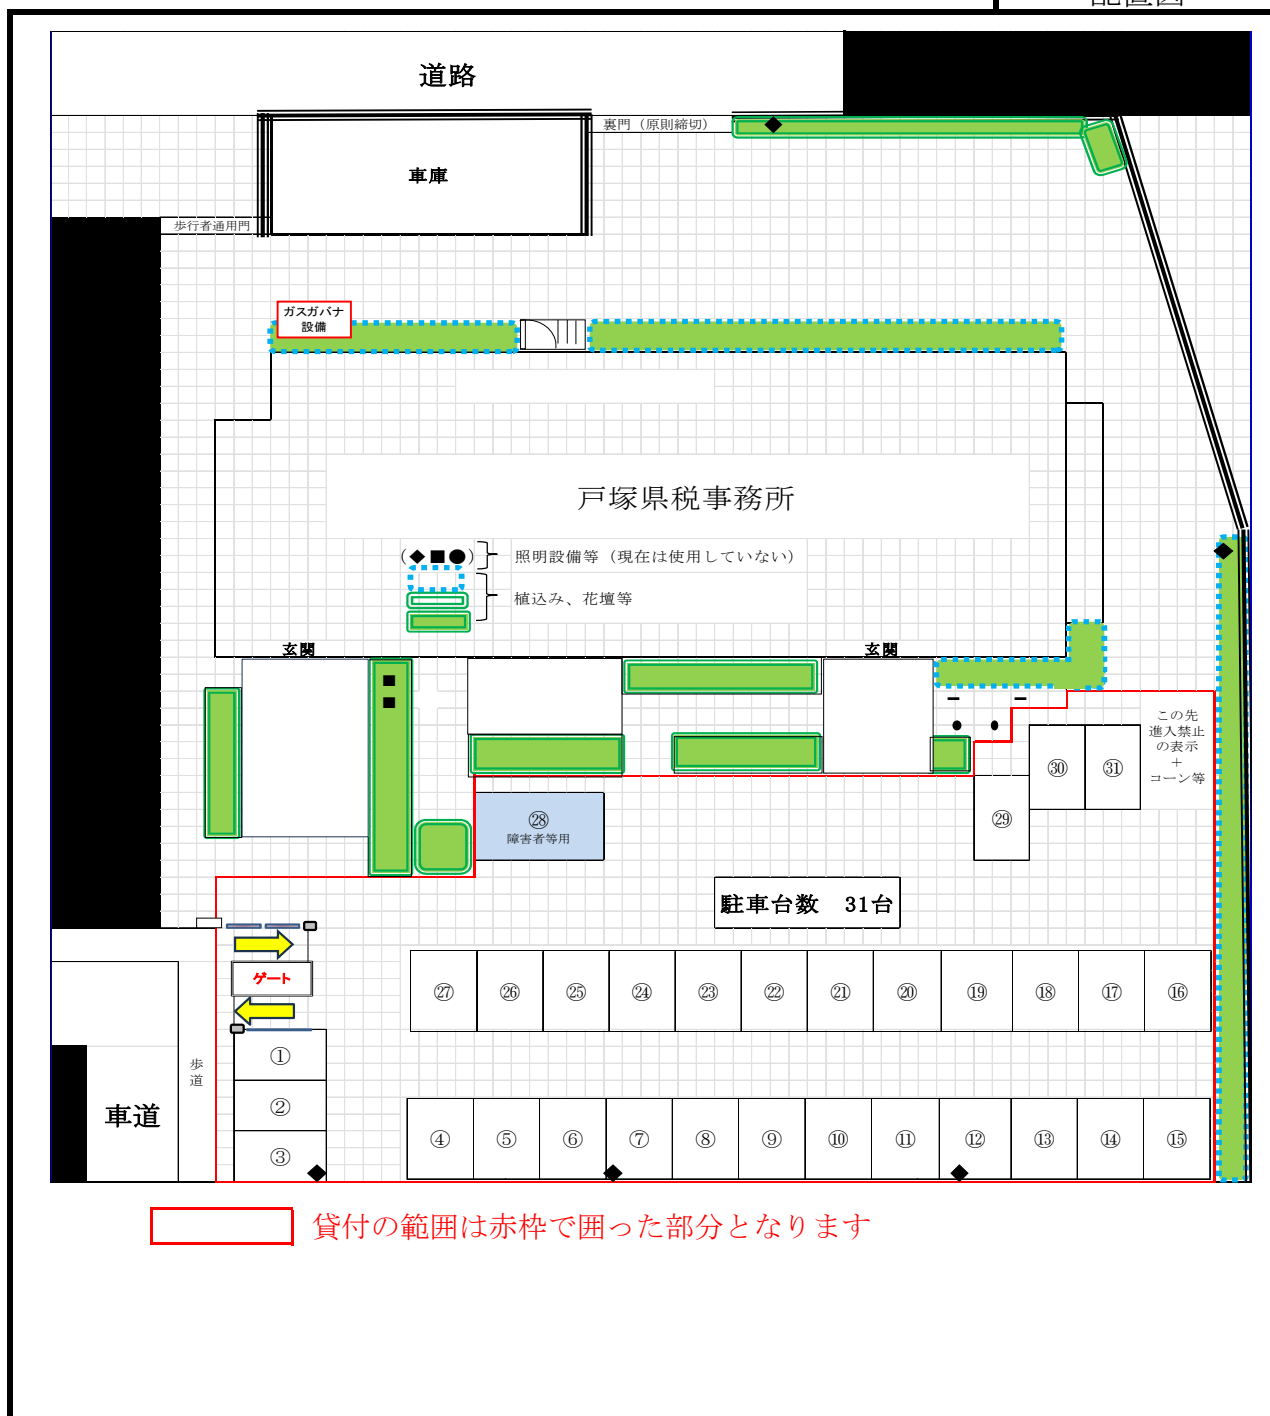 配置図
道路
裏門（原則締切）
車庫
歩行者通用門
ガスガバナ
設備
戸塚県税事務所
（◆■●）
照明設備等（現在は使用していない）
植込み、花壇等
玄関
玄関
この先
進入禁止
の表示
＋
コーン等
㉚
㉛
㉙
㉘
障害者等用
駐車台数　31台
ゲート
㉗
㉖
㉕
㉔
㉓
㉒
㉑
⑳
⑲
⑱
⑰
⑯
①
②
③
歩
道
車道
④
⑤
⑥
⑦
⑧
⑨
⑩
⑪
⑫
⑬
⑭
⑮
貸付の範囲は赤枠で囲った部分となります